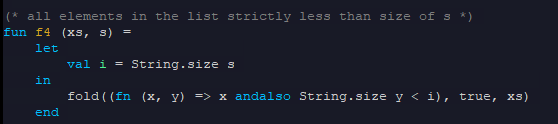 (* all elements in the list strictly less than size of s *)
fun f4 (xs, s) =
    let
        val i = String.size s
    in
        fold((fn (x, y) => x andalso String.size y < i), true, xs)
    end